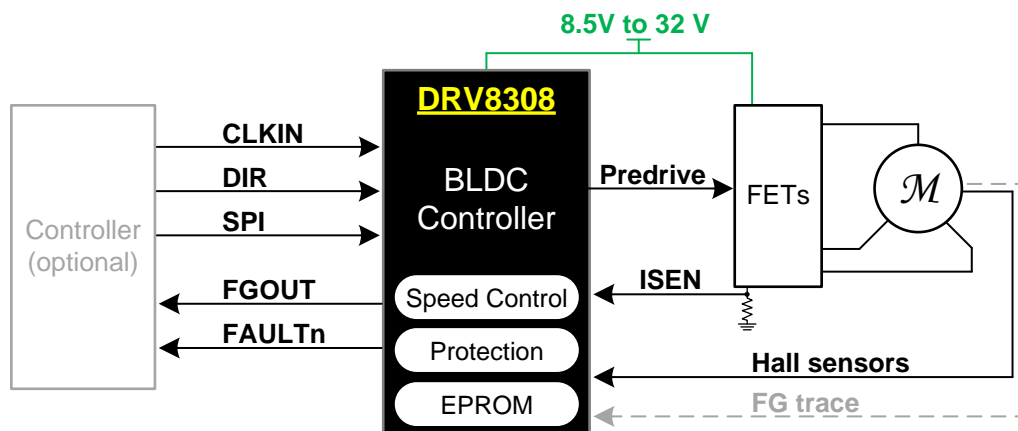 8.5V to 32 V
DRV8308
BLDC
Controller
Speed Control
Protection
EPROM
Controller
(optional)
CLKIN
DIR
SPI
FGOUT
FAULTn
Predrive
ISEN
FETs
M
Hall sensors
FG trace